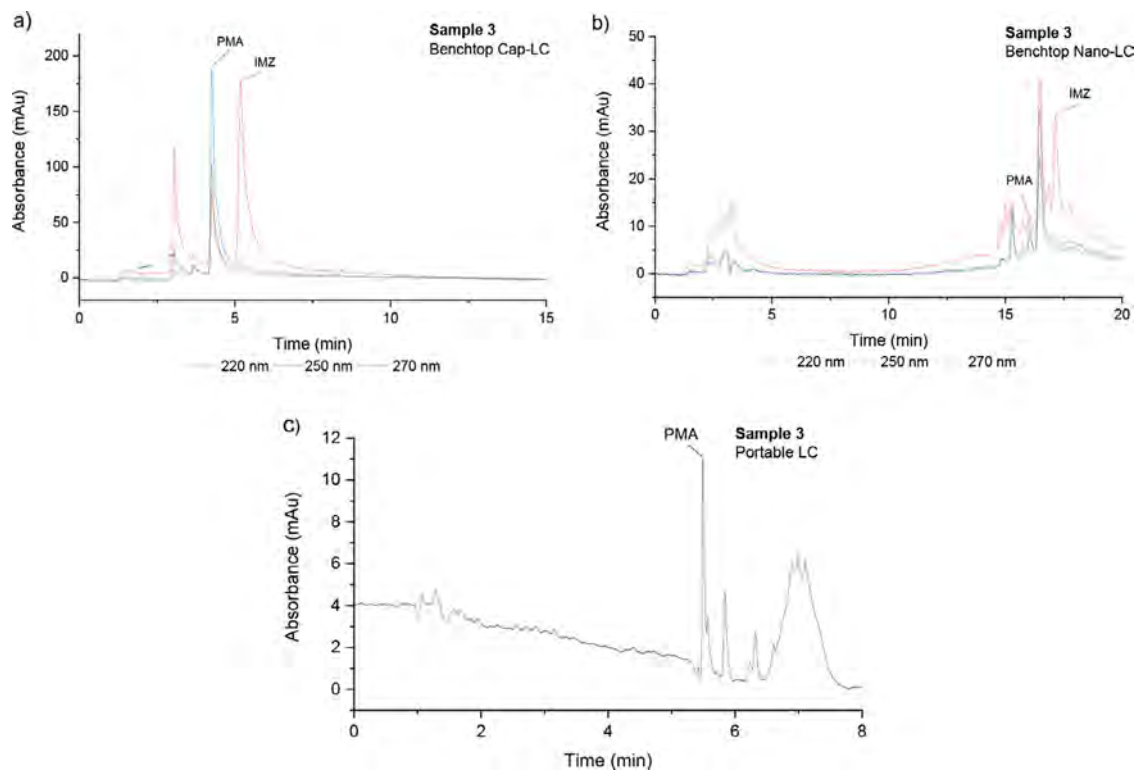 a)
Sample 3
Benchtop Cap-LC
PMA
IMZ
200
150
100
50
0
Absorbance (mAu)
0 5 10 15
Time (min)
220 nm 250 nm 270 nm
b)
Sample 3
Benchtop Nano-LC
IMZ
PMA
50
40
30
20
10
0
Absorbance (mAu)
0 5 10 15 20
Time (min)
220 nm 250 nm 270 nm
c)
Sample 3
Portable LC
PMA
12
10
8
6
4
2
0
Absorbance (mAu)
0 2 4 6 8
Time (min)